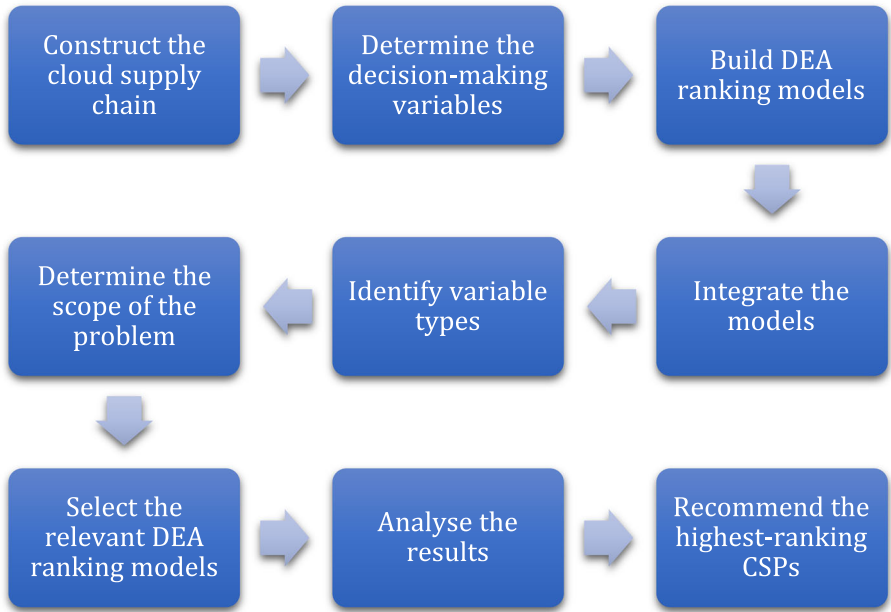 Construct the
cloud supply
chain
Determine the
decision-making
variables
Build DEA
ranking models
Integrate the
models
Identify variable
types
Determine the
scope of the
problem
Select the
relevant DEA
ranking models
Analyse the
results
Recommend the
highest-ranking
CSPs